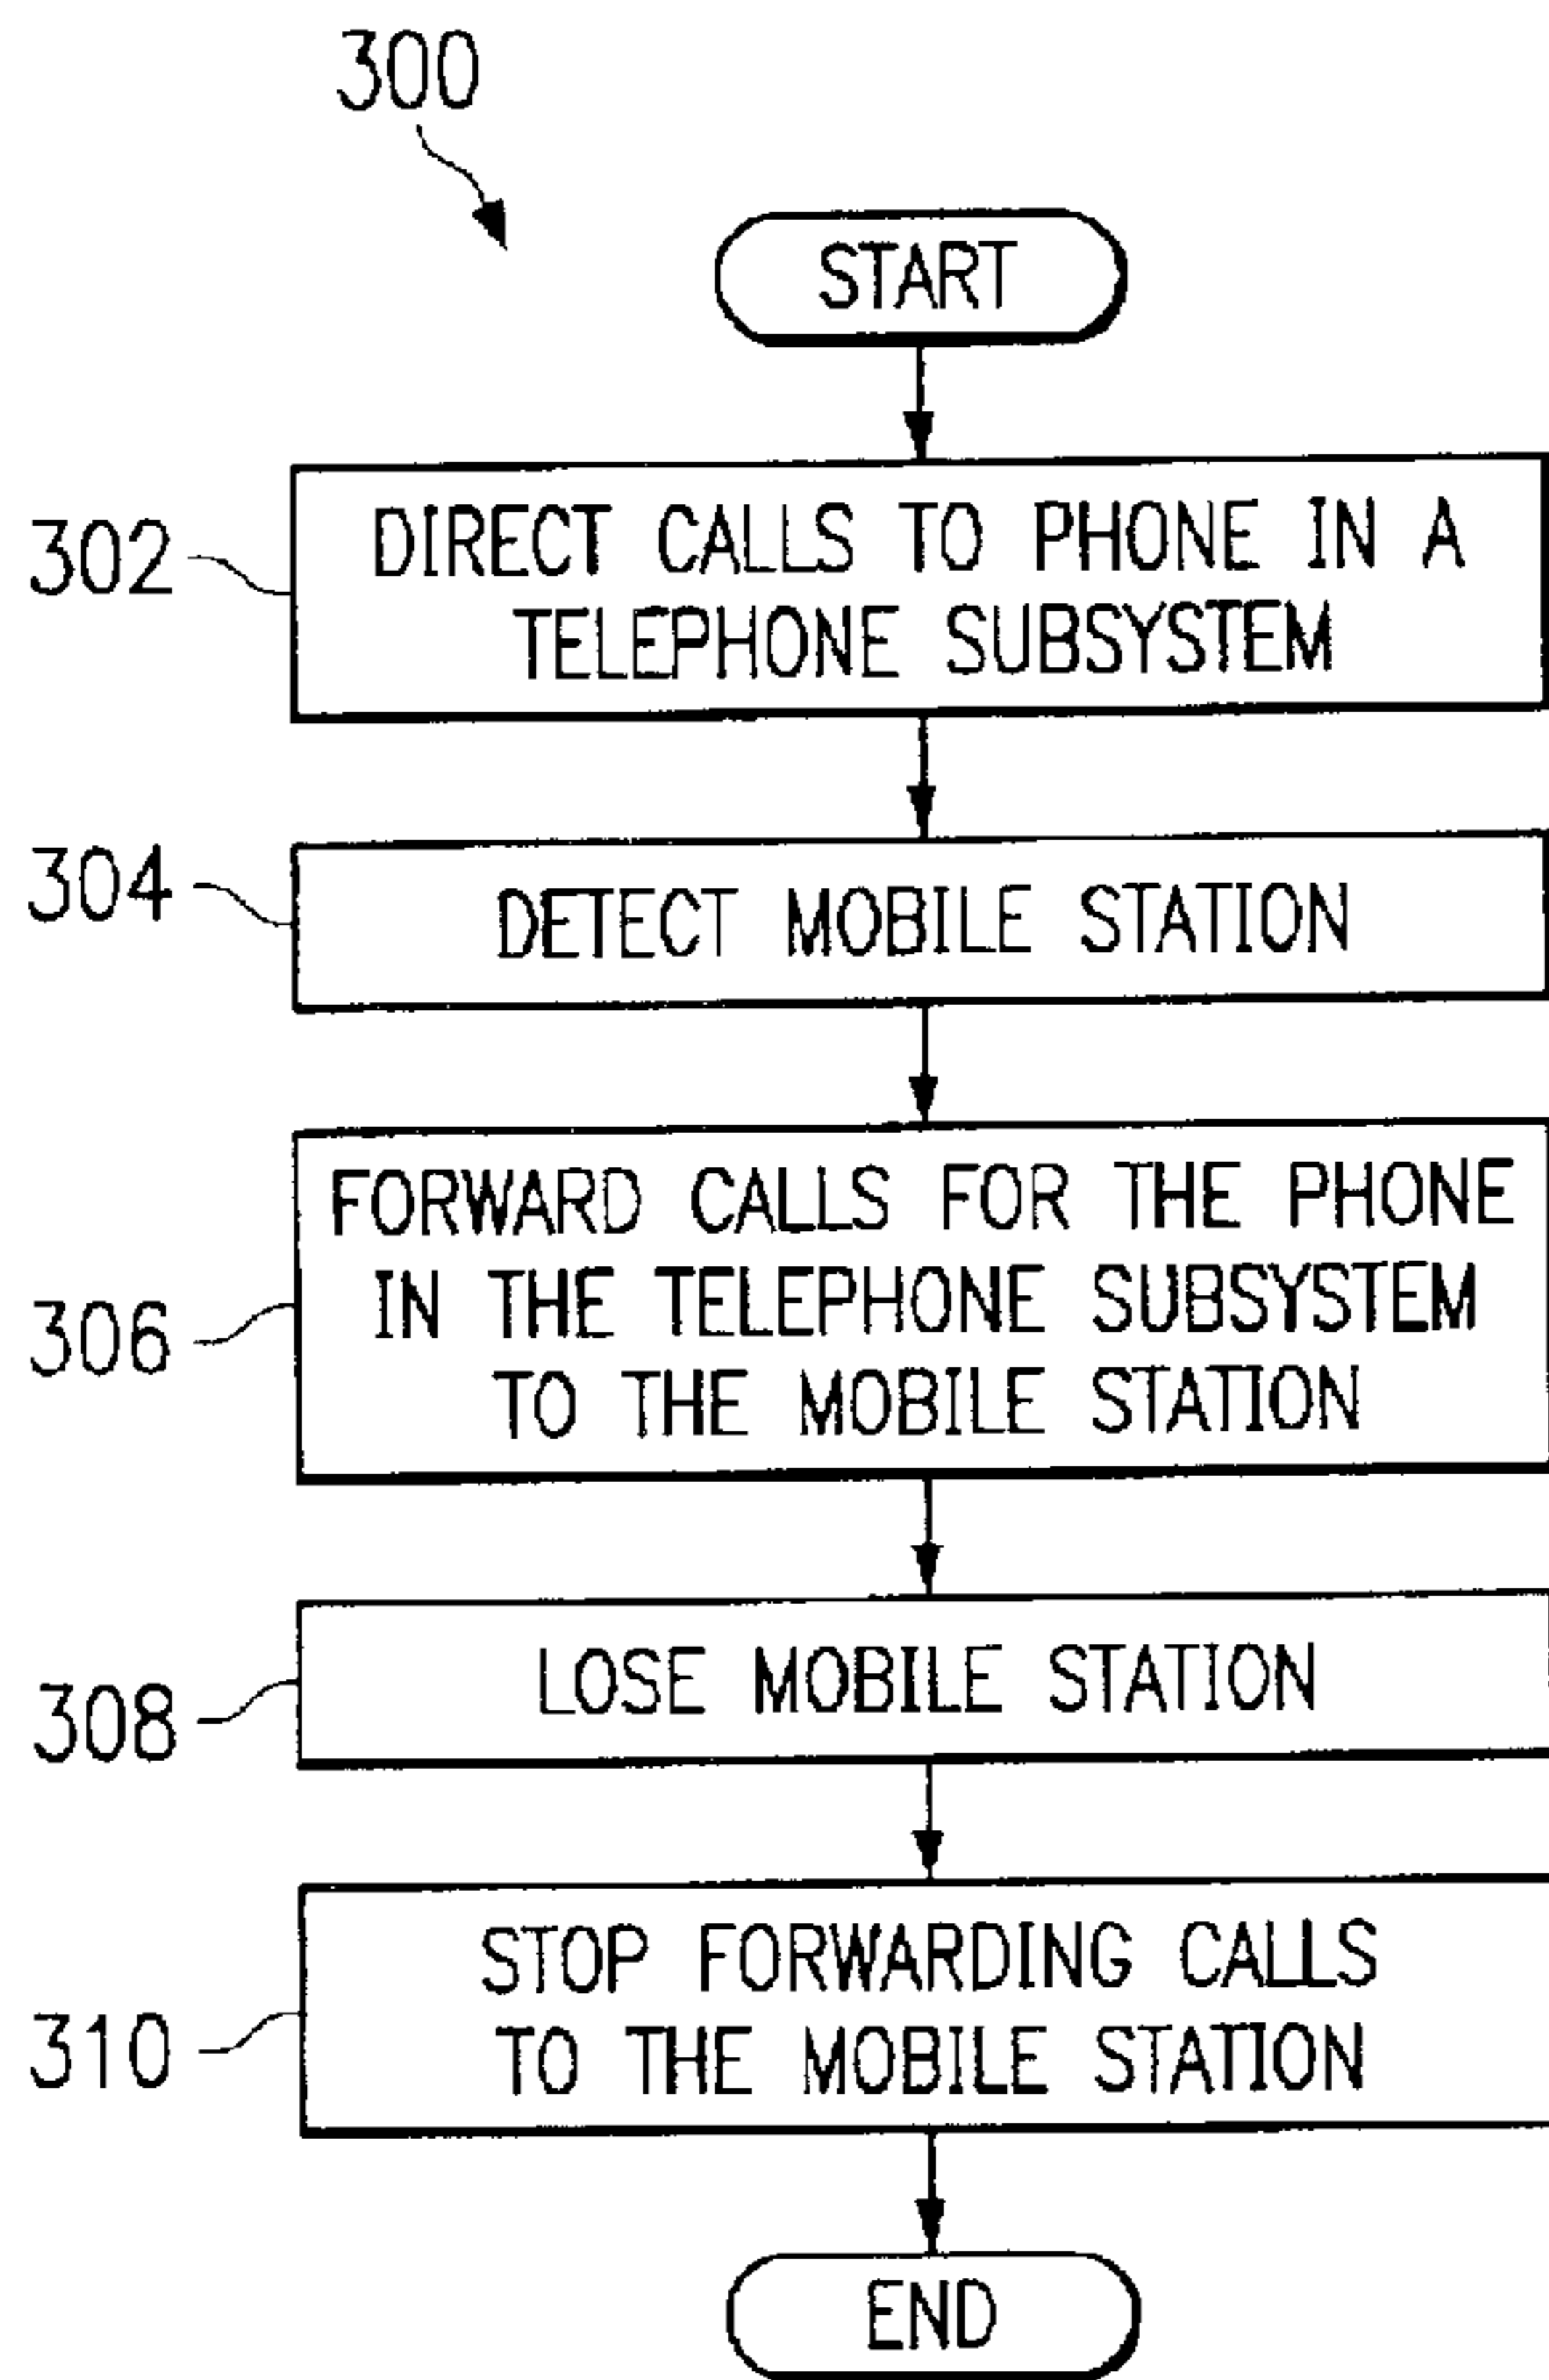 300
START
302
DIRECT CALLS TO PHONE IN A
TELEPHONE SUBSYSTEM
304
DETECT MOBILE STATION
306
FORWARD CALLS FOR THE PHONE
IN THE TELEPHONE SUBSYSTEM
TO THE MOBILE STATION
308
LOSE MOBILE STATION
310
STOP FORWARDING CALLS
TO THE MOBILE STATION
END